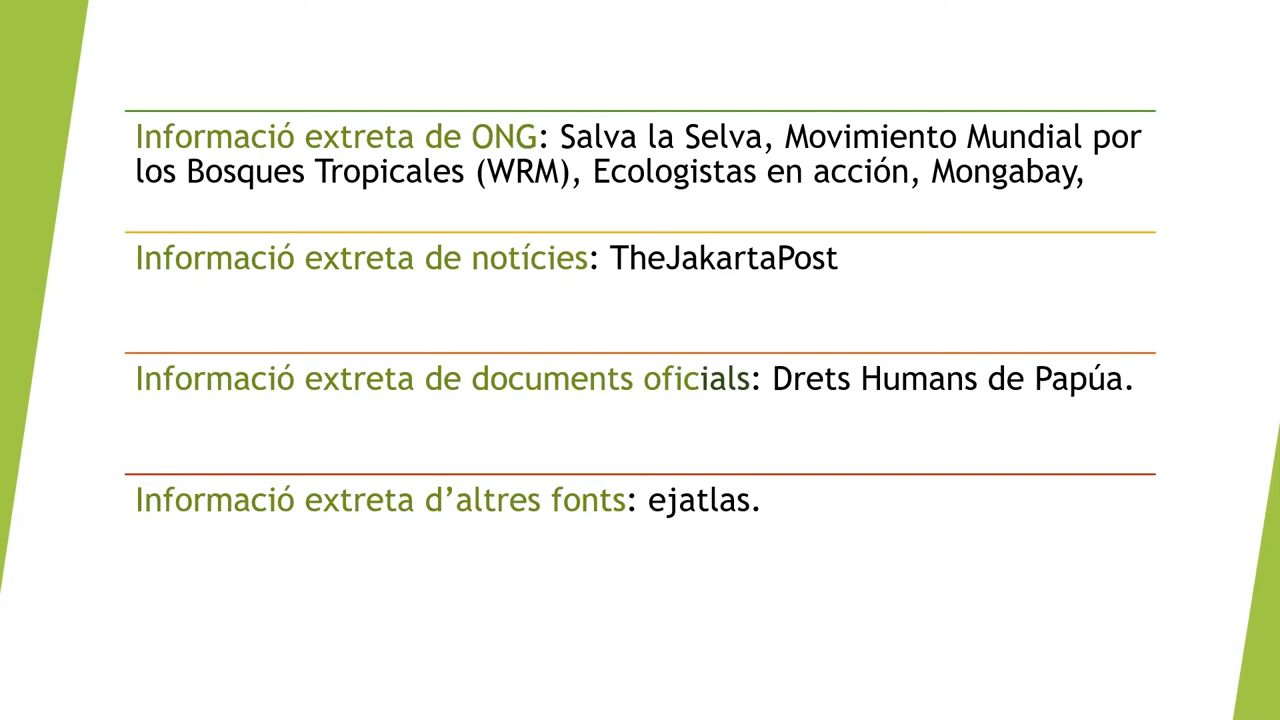 Informació extreta de ONG: Salva la Selva, Movimiento Mundial por
los Bosques Tropicales (WRM), Ecologistas en acción, Mongabay,
Informació extreta de notícies: TheJakartaPost
Informació extreta de documents oficials: Drets Humans de Papúa.
Informació extreta d’altres fonts: ejatlas.